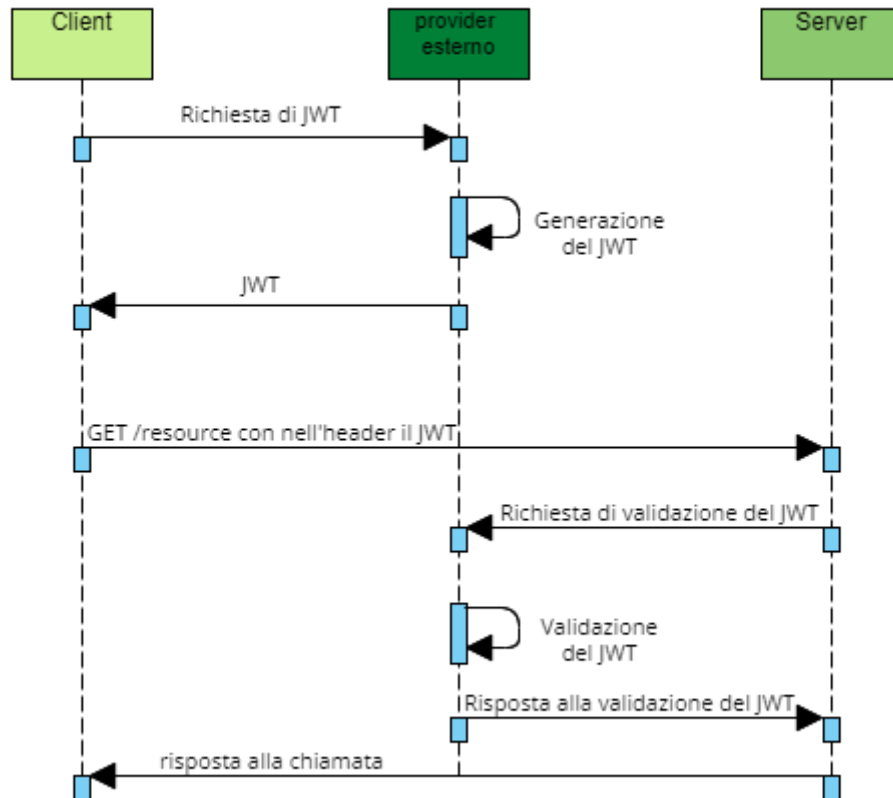 Client
provider
esterno
Server
Richiesta di JWT
Generazione
del JWT
JWT
GET /resource con nell'header il JWT
Richiesta di validazione del JWT
Validazione
del JWT
Risposta alla validazione del JWT
risposta alla chiamata